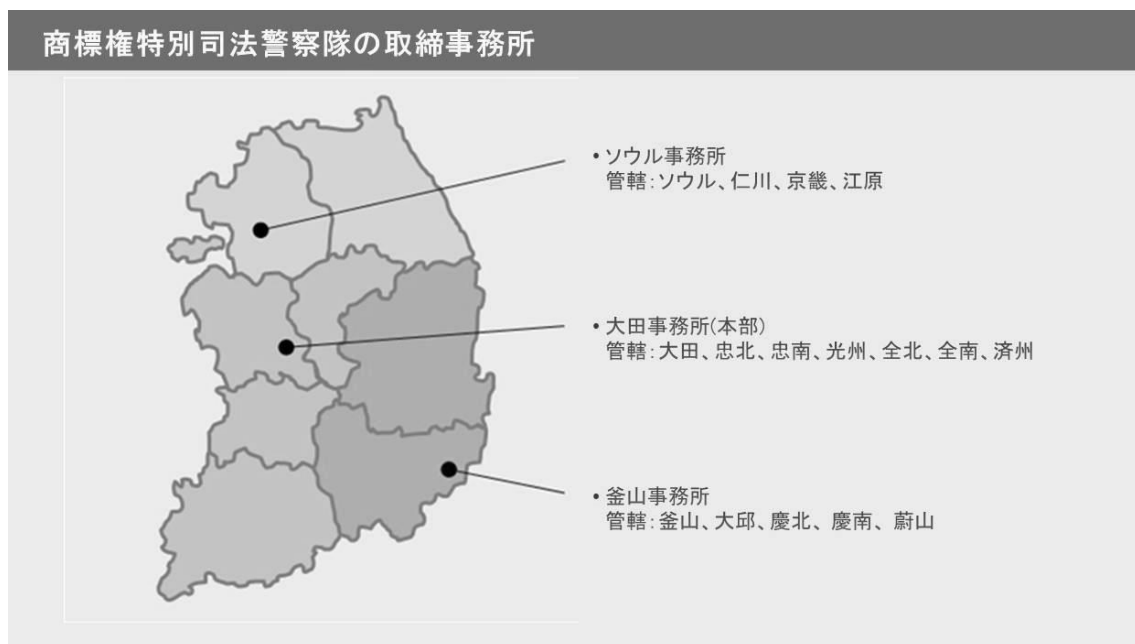 商標権特別司法警察隊の取締事務所
• ソウル事務所
管轄：ソウル、仁川、京畿、江原
• 大田事務所(本部)
管轄：大田、忠北、忠南、光州、全北、全南、済州
• 釜山事務所
管轄：釜山、大邱、慶北、慶南、蔚山